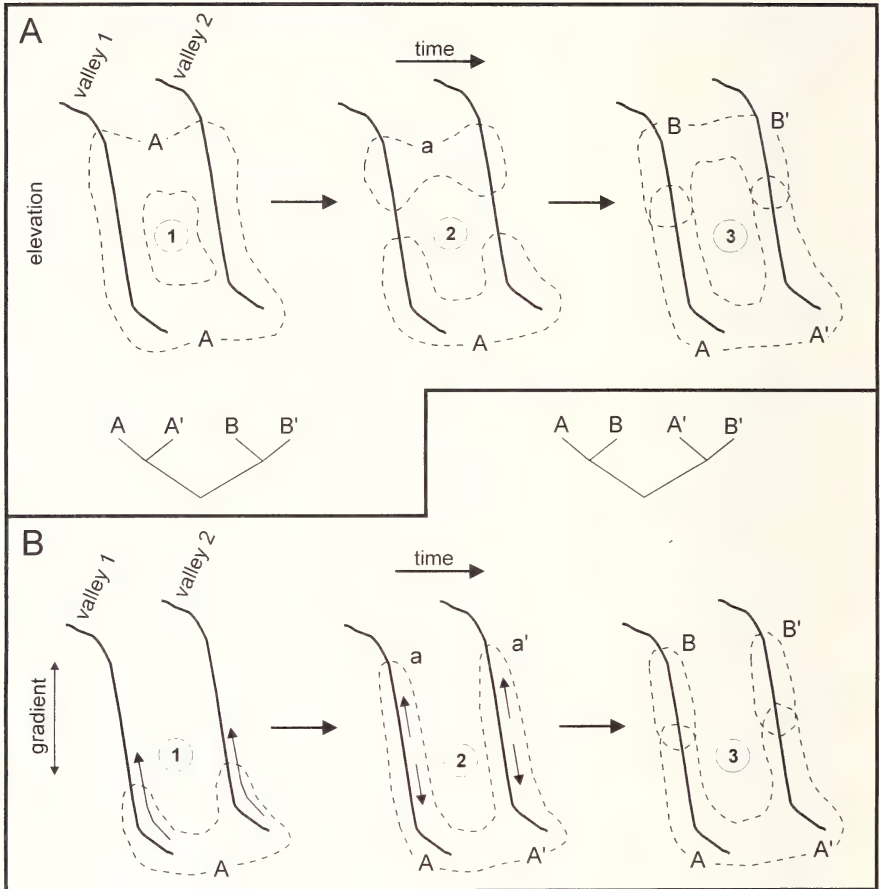 A
valley 1
valley 2
time
elevation
A
A
1
a
A
2
B
B'
A
A'
3
A A' B B'
A B A' B'
B
valley 1
valley 2
time
gradient
1
A
a
a'
2
A
A'
B
B'
3
A
A'